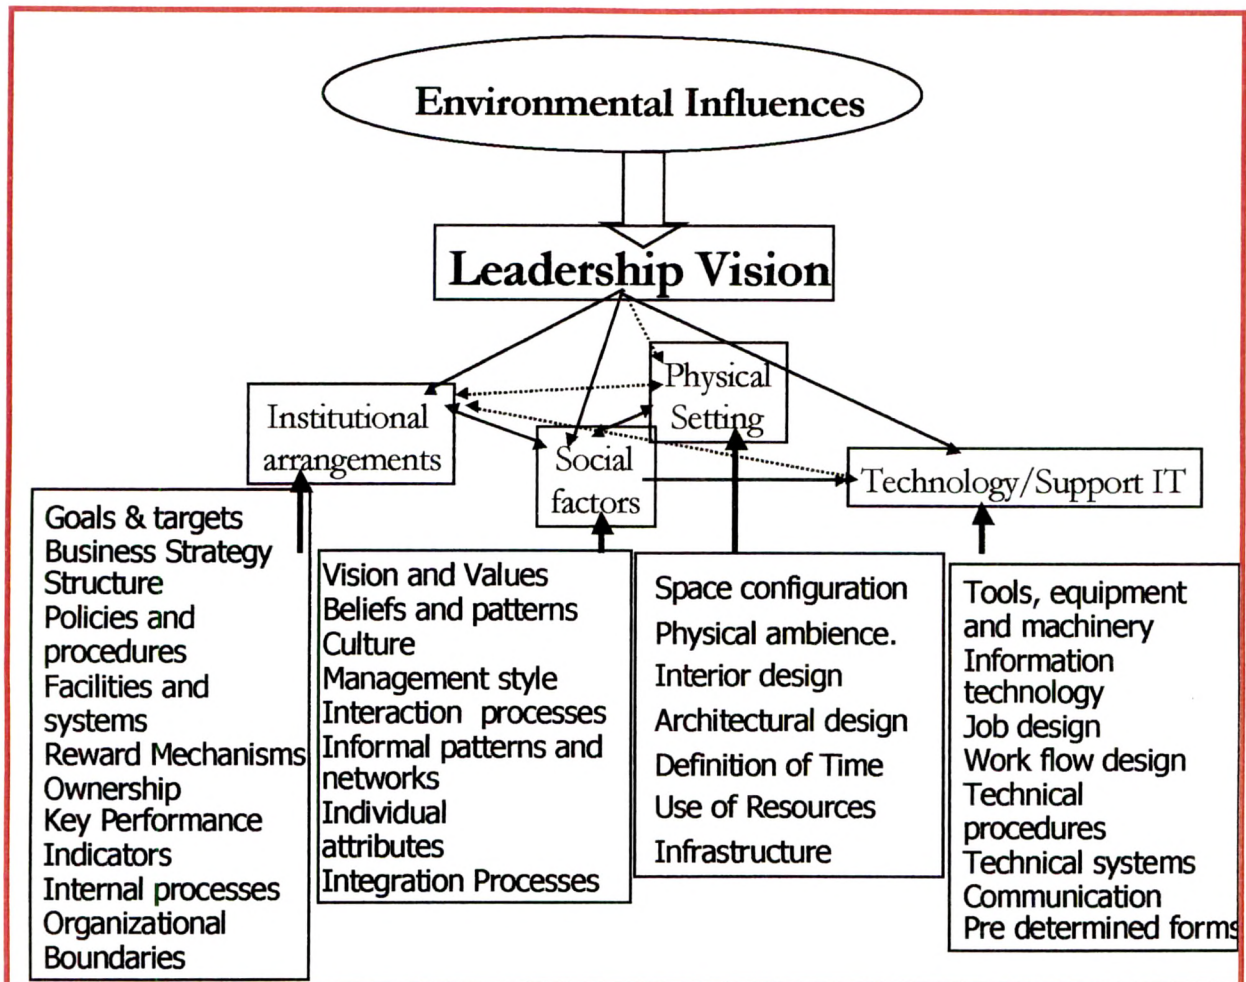 Environmental Influences
Leadership Vision
Physical
Setting
Institutional
arrangements
Social
factors
Technology/Support IT
Goals & targets
Business Strategy
Structure
Policies and
procedures
Facilities and
systems
Reward Mechanisms
Ownership
Key Performance
Indicators
Internal processes
Organizational
Boundaries
Vision and Values
Beliefs and patterns
Culture
Management style
Interaction processes
Informal patterns and
networks
Individual
attributes
Integration Processes
Space configuration
Physical ambience.
Interior design
Architectural design
Definition of Time
Use of Resources
Infrastructure
Tools, equipment
and machinery
Information
technology
Job design
Work flow design
Technical
procedures
Technical systems
Communication
Pre determined forms